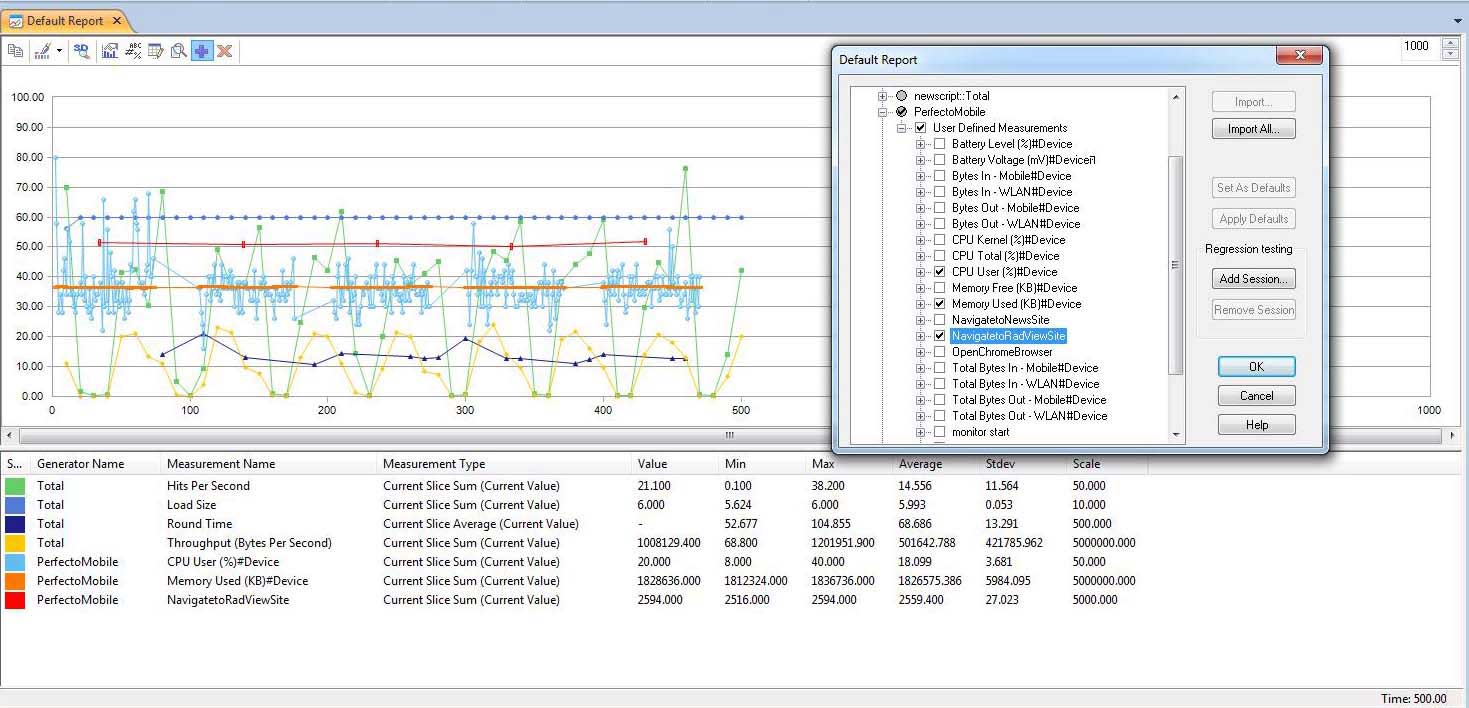 Default Report
3D
ABC
#%
1000
100.00
90.00
80.00
70.00
60.00
50.00
40.00
30.00
20.00
10.00
0.00
0 100 200 300 400 500 1000
Default Report
newscript::Total
PerfectoMobile
User Defined Measurements
Battery Level (%)#Device
Battery Voltage (mV)#Device
Bytes In - Mobile#Device
Bytes In - WLAN#Device
Bytes Out - Mobile#Device
Bytes Out - WLAN#Device
CPU Kernel (%)#Device
CPU Total (%)#Device
CPU User (%)#Device
Memory Free (KB)#Device
Memory Used (KB)#Device
NavigatetoNewsSite
NavigatetoRadViewSite
OpenChromeBrowser
Total Bytes In - Mobile#Device
Total Bytes In - WLAN#Device
Total Bytes Out - Mobile#Device
Total Bytes Out - WLAN#Device
monitor start
Import...
Import All...
Set As Defaults
Apply Defaults
Regression testing
Add Session...
Remove Session
OK
Cancel
Help
S... Generator Name Measurement Name Measurement Type Value Min Max Average Stdev Scale
Total Hits Per Second Current Slice Sum (Current Value) 21.100 0.100 38.200 14.556 11.564 50.000
Total Load Size Current Slice Sum (Current Value) 6.000 5.624 6.000 5.993 0.053 10.000
Total Round Time Current Slice Average (Current Value) - 52.677 104.855 68.686 13.291 500.000
Total Throughput (Bytes Per Second) Current Slice Sum (Current Value) 1008129.400 68.800 1201951.900 501642.788 421785.962 5000000.000
PerfectoMobile CPU User (%)#Device Current Slice Sum (Current Value) 20.000 8.000 40.000 18.099 3.681 50.000
PerfectoMobile Memory Used (KB)#Device Current Slice Sum (Current Value) 1828636.000 1812324.000 1836736.000 1826575.386 5984.095 5000000.000
PerfectoMobile NavigatetoRadViewSite Current Slice Sum (Current Value) 2594.000 2516.000 2594.000 2559.400 27.023 5000.000
Time: 500.00